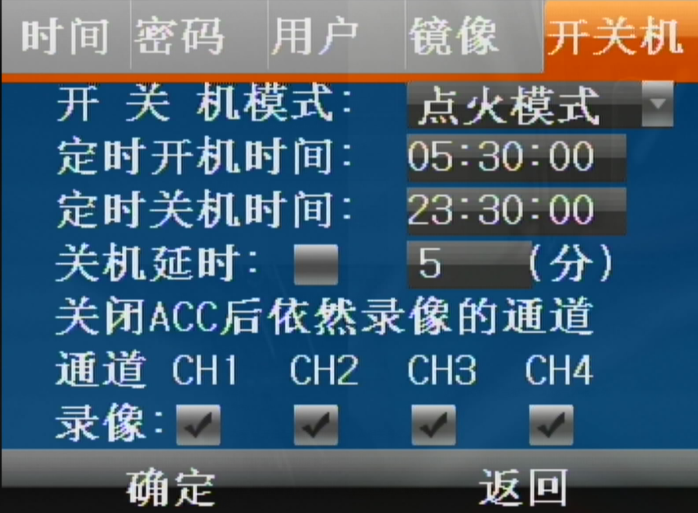 时间 密码 用户 镜像 开关机
开 关 机模式: 点火模式
定时开机时间: 05:30:00
定时关机时间: 23:30:00
关机延时: 5 (分)
关闭ACC后依然录像的通道
通道 CH1 CH2 CH3 CH4
录像:
确定 返回